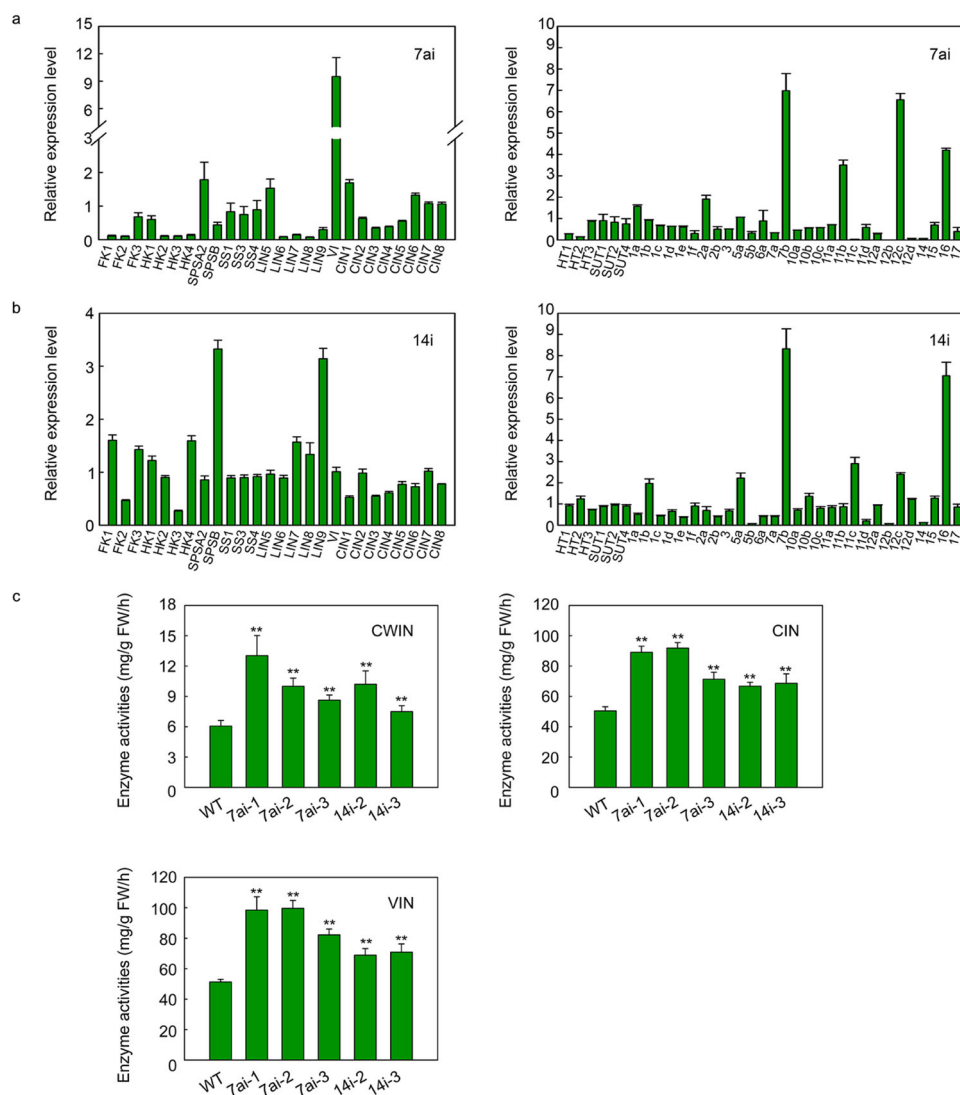 a
Relative expression level
15
12
9
6
3
2
1
0
7ai
FK1 FK2 FK3 HK1 HK2 HK3 HK4 SPSA2 SPSB SS1 SS3 SS4 LIN5 LIN6 LIN7 LIN8 LIN9 VI CIN1 CIN2 CIN3 CIN4 CIN5 CIN6 CIN7 CIN8
Relative expression level
10
8
7
6
5
4
3
2
1
0
7ai
HT1 HT2 HT3 SUT1 SUT2 SUT4 1a 1b 1c 1d 1e 1f 2a 2b 3 5a 5b 6a 7a 7b 10a 10b 10c 11a 11b 11c 11d 12a 12b 12c 12d 14 15 16 17
b
Relative expression level
4
3
2
1
0
14i
FK1 FK2 FK3 HK1 HK2 HK3 HK4 SPSA2 SPSB SS1 SS3 SS4 LIN5 LIN6 LIN7 LIN8 LIN9 VI CIN1 CIN2 CIN3 CIN4 CIN5 CIN6 CIN7 CIN8
Relative expression level
10
9
8
7
6
5
4
3
2
1
0
14i
HT1 HT2 HT3 SUT1 SUT2 SUT4 1a 1b 1c 1d 1e 1f 2a 2b 3 5a 5b 6a 7a 7b 10a 10b 10c 11a 11b 11c 11d 12a 12b 12c 12d 14 15 16 17
c
Enzyme activities (mg/g FW/h)
18
15
12
9
6
3
0
CWIN
** ** ** ** **
WT 7ai-1 7ai-2 7ai-3 14i-2 14i-3
Enzyme activities (mg/g FW/h)
120
100
80
60
40
20
0
CIN
** ** ** ** **
WT 7ai-1 7ai-2 7ai-3 14i-2 14i-3
Enzyme activities (mg/g FW/h)
120
100
80
60
40
20
0
VIN
** ** ** ** **
WT 7ai-1 7ai-2 7ai-3 14i-2 14i-3